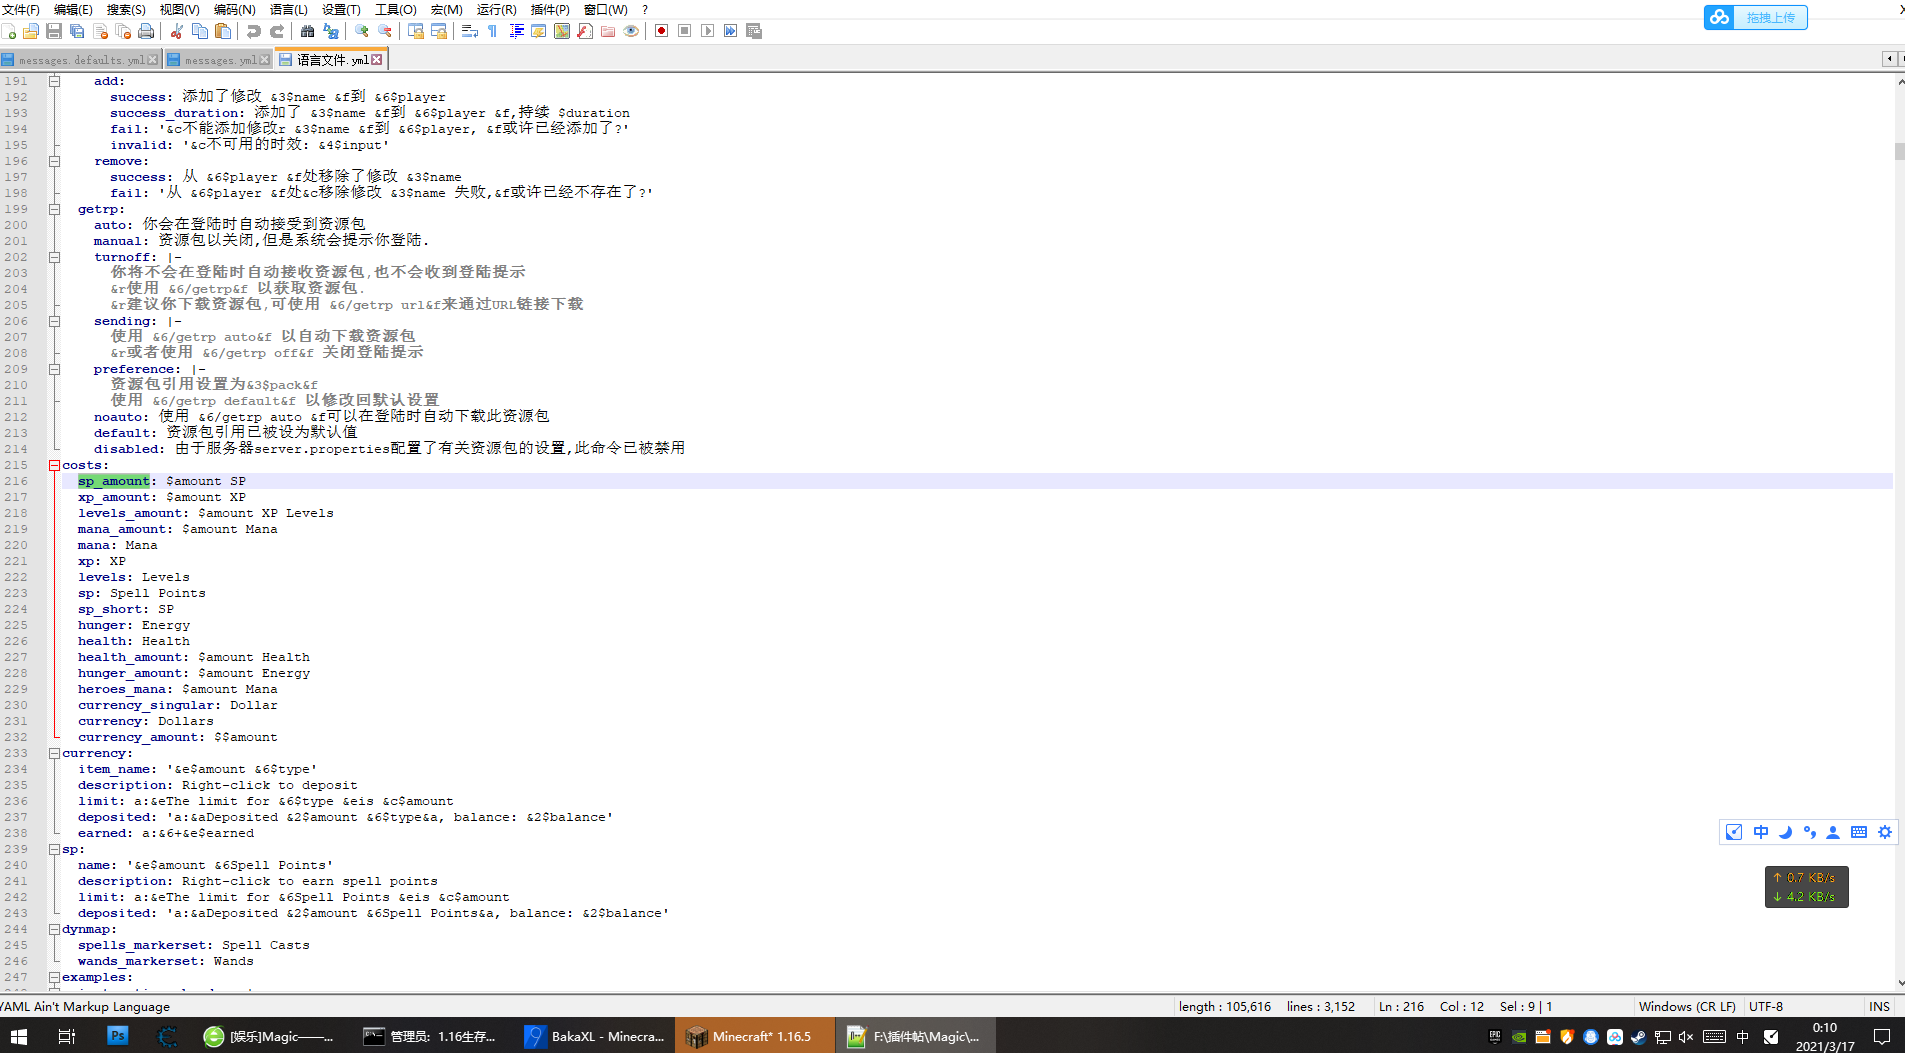 文件(F) 编辑(E) 搜索(S) 视图(V) 编码(N) 语言(L) 设置(T) 工具(O) 宏(M) 运行(R) 插件(P) 窗口(W) ?
拖拽上传
messages.defaults.yml messages.yml 语言文件.yml
191 add:
192 success: 添加了修改 &3$name &f到 &6$player
193 success_duration: 添加了 &3$name &f到 &6$player &f,持续 $duration
194 fail: '&c不能添加修改r &3$name &f到 &6$player, &f或许已经添加了?'
195 invalid: '&c不可用的时效: &4$input'
196 remove:
197 success: 从 &6$player &f处移除了修改 &3$name
198 fail: '从 &6$player &f处&c移除修改 &3$name 失败,&f或许已经不存在了?'
199 getrp:
200 auto: 你会在登陆时自动接受到资源包
201 manual: 资源包以关闭,但是系统会提示你登陆.
202 turnoff: |-
203 你将不会在登陆时自动接收资源包,也不会收到登陆提示
204 &r使用 &6/getrp&f 以获取资源包.
205 &r建议你下载资源包,可使用 &6/getrp url&f来通过URL链接下载
206 sending: |-
207 使用 &6/getrp auto&f 以自动下载资源包
208 &r或者使用 &6/getrp off&f 关闭登陆提示
209 preference: |-
210 资源包引用设置为&3$pack&f
211 使用 &6/getrp default&f 以修改回默认设置
212 noauto: 使用 &6/getrp auto &f可以在登陆时自动下载此资源包
213 default: 资源包引用已被设为默认值
214 disabled: 由于服务器server.properties配置了有关资源包的设置,此命令已被禁用
215 costs:
216 sp_amount: $amount SP
217 xp_amount: $amount XP
218 levels_amount: $amount XP Levels
219 mana_amount: $amount Mana
220 mana: Mana
221 xp: XP
222 levels: Levels
223 sp: Spell Points
224 sp_short: SP
225 hunger: Energy
226 health: Health
227 health_amount: $amount Health
228 hunger_amount: $amount Energy
229 heroes_mana: $amount Mana
230 currency_singular: Dollar
231 currency: Dollars
232 currency_amount: $$amount
233 currency:
234 item_name: '&e$amount &6$type'
235 description: Right-click to deposit
236 limit: a:&eThe limit for &6$type &eis &c$amount
237 deposited: 'a:&aDeposited &2$amount &6$type&a, balance: &2$balance'
238 earned: a:&6+&e$earned
239 sp:
240 name: '&e$amount &6Spell Points'
241 description: Right-click to earn spell points
242 limit: a:&eThe limit for &6Spell Points &eis &c$amount
243 deposited: 'a:&aDeposited &2$amount &6Spell Points&a, balance: &2$balance'
244 dynmap:
245 spells_markerset: Spell Casts
246 wands_markerset: Wands
247 examples:
中
↑ 0.7 KB/s
↓ 4.2 KB/s
YAML Ain't Markup Language length : 105,616 lines : 3,152 Ln : 216 Col : 12 Sel : 9 | 1 Windows (CR LF) UTF-8 INS
Ps [娱乐]Magic——... 管理员: 1.16生存... BakaXL - Minecra... Minecraft* 1.16.5 F:\插件帖\Magic\... 中 0:10
2021/3/17